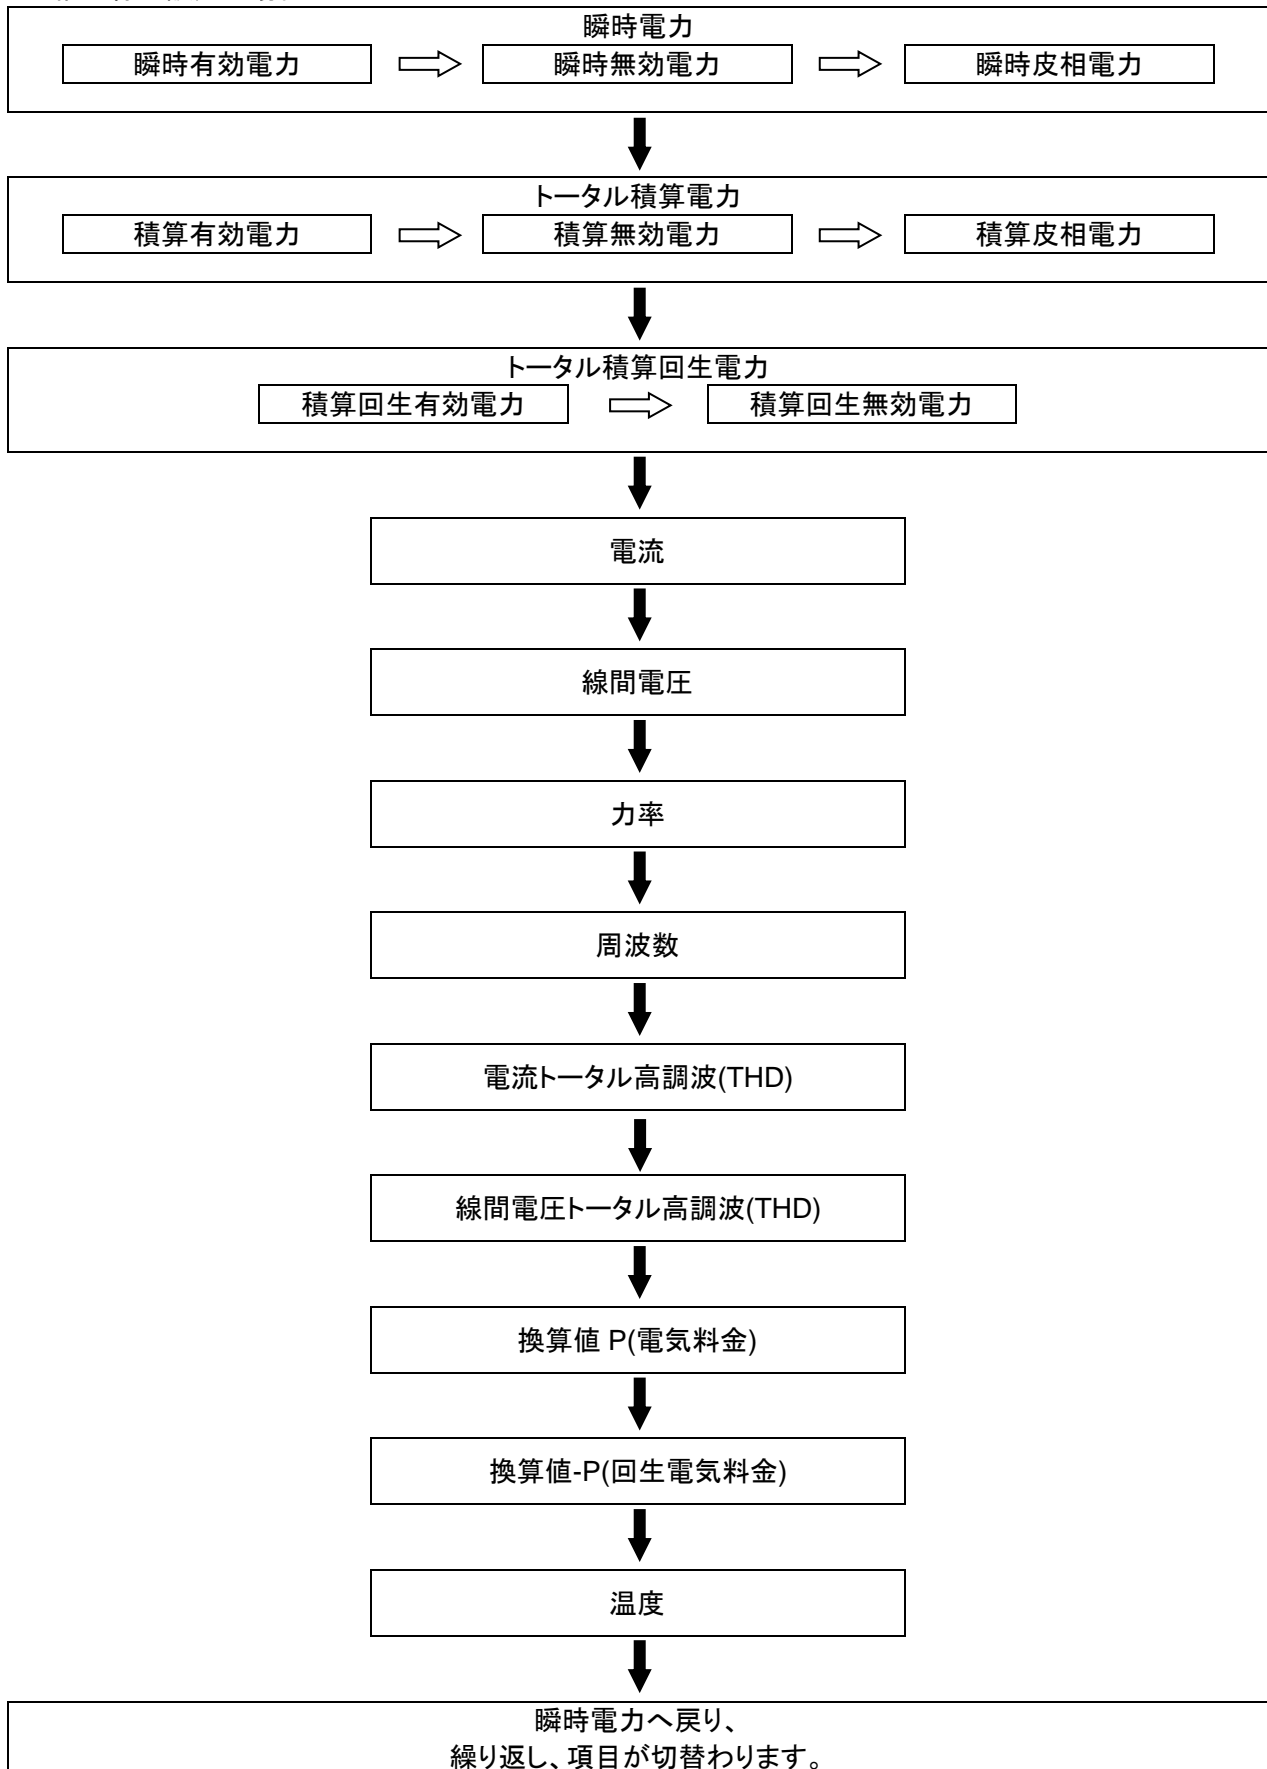 瞬時電力
瞬時有効電力 瞬時無効電力 瞬時皮相電力
トータル積算電力
積算有効電力 積算無効電力 積算皮相電力
トータル積算回生電力
積算回生有効電力 積算回生無効電力
電流
線間電圧
力率
周波数
電流トータル高調波(THD)
線間電圧トータル高調波(THD)
換算値 P(電気料金)
換算値-P(回生電気料金)
温度
瞬時電力へ戻り、
繰り返し、項目が切替わります。